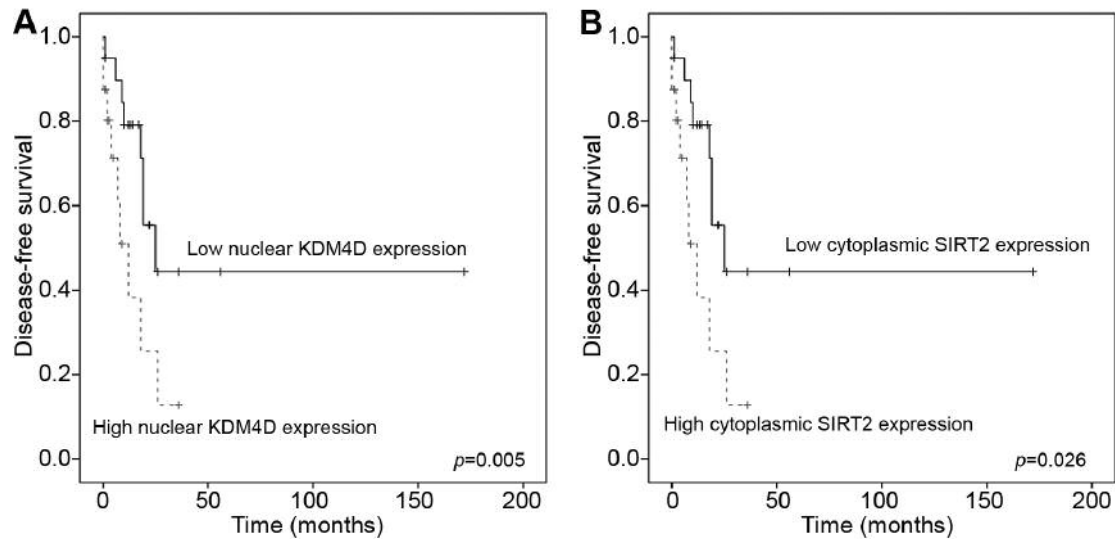 A
Disease-free survival
1.0
0.8
0.6
0.4
0.2
0.0
Low nuclear KDM4D expression
High nuclear KDM4D expression
p=0.005
0 50 100 150 200
Time (months)
B
Disease-free survival
1.0
0.8
0.6
0.4
0.2
0.0
Low cytoplasmic SIRT2 expression
High cytoplasmic SIRT2 expression
p=0.026
0 50 100 150 200
Time (months)